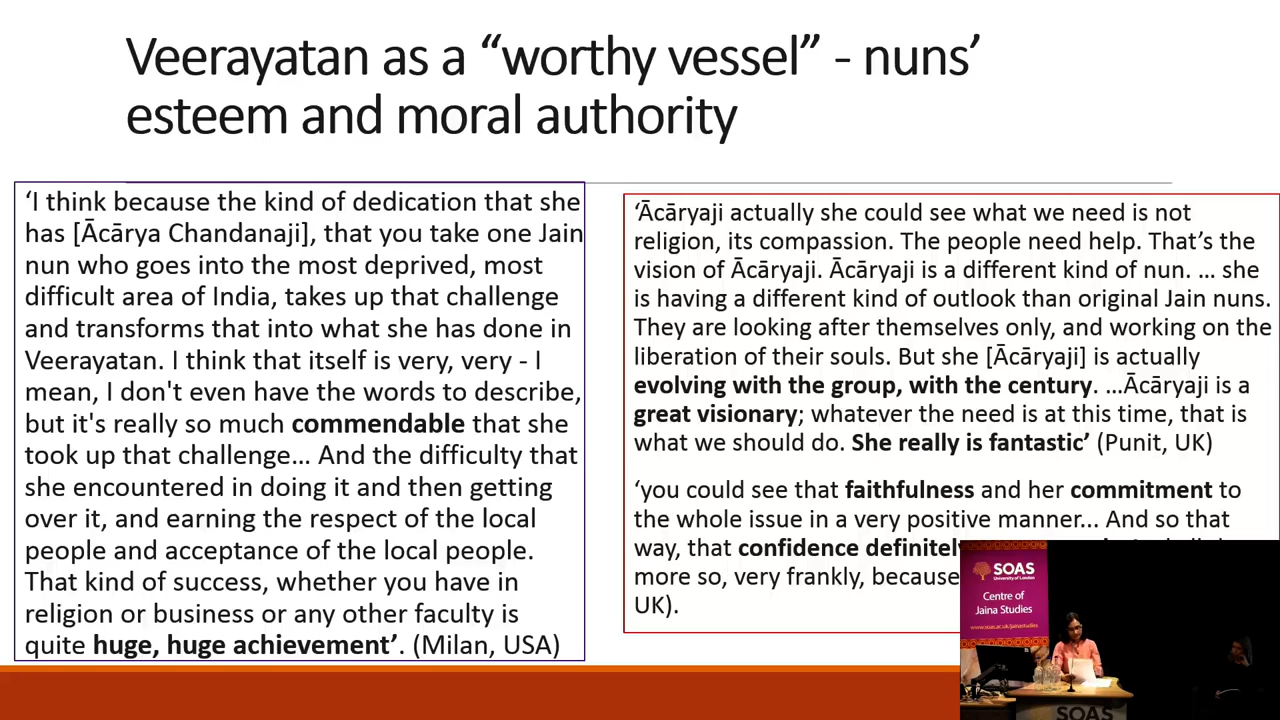 Veerayatan as a “worthy vessel” - nuns’
esteem and moral authority
‘I think because the kind of dedication that she
has [Ācārya Chandanaji], that you take one Jain
nun who goes into the most deprived, most
difficult area of India, takes up that challenge
and transforms that into what she has done in
Veerayatan. I think that itself is very, very - I
mean, I don't even have the words to describe,
but it's really so much commendable that she
took up that challenge… And the difficulty that
she encountered in doing it and then getting
over it, and earning the respect of the local
people and acceptance of the local people.
That kind of success, whether you have in
religion or business or any other faculty is
quite huge, huge achievement’. (Milan, USA)
‘Ācāryaji actually she could see what we need is not
religion, its compassion. The people need help. That’s the
vision of Ācāryaji. Ācāryaji is a different kind of nun. … she
is having a different kind of outlook than original Jain nuns.
They are looking after themselves only, and working on the
liberation of their souls. But she [Ācāryaji] is actually
evolving with the group, with the century. …Ācāryaji is a
great visionary; whatever the need is at this time, that is
what we should do. She really is fantastic’ (Punit, UK)
‘you could see that faithfulness and her commitment to
the whole issue in a very positive manner... And so that
way, that confidence
more so, very frankly, because
UK).
SOAS
University of London
Centre of
Jaina Studies
www.soas.ac.uk/jainastudies
SOAS